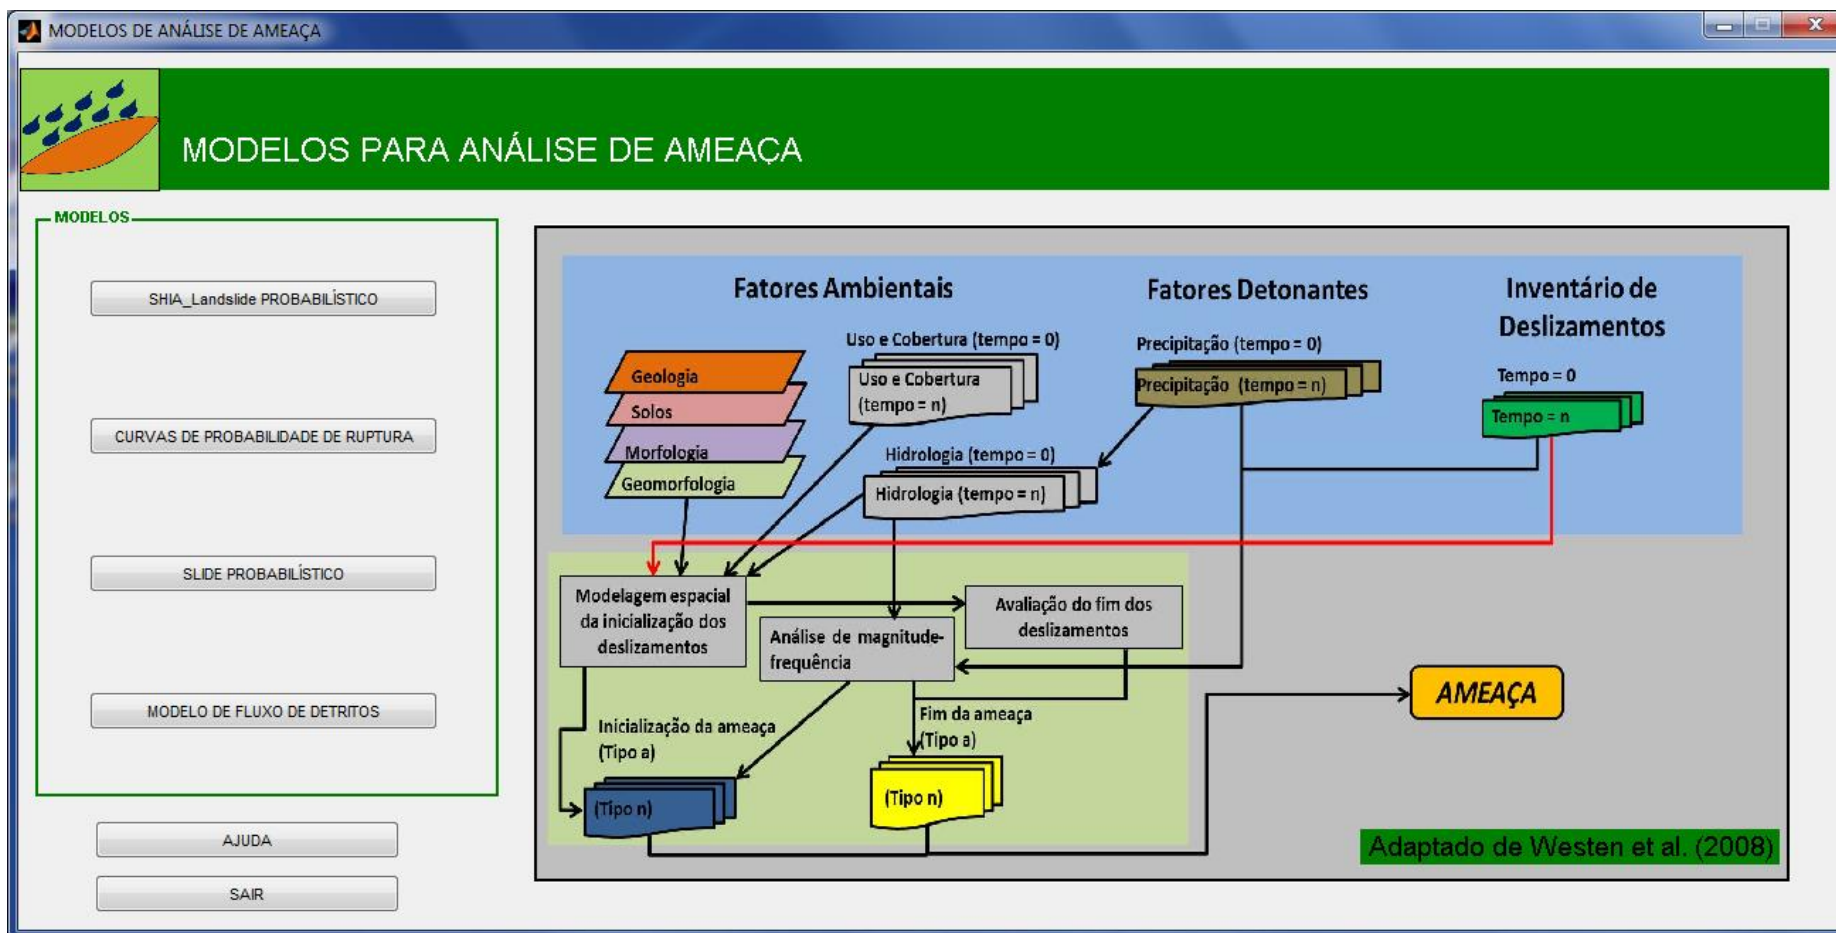 MODELOS DE ANÁLISE DE AMEAÇA
MODELOS PARA ANÁLISE DE AMEAÇA
MODELOS
SHIA_Landslide PROBABILÍSTICO
CURVAS DE PROBABILIDADE DE RUPTURA
SLIDE PROBABILÍSTICO
MODELO DE FLUXO DE DETRITOS
AJUDA
SAIR
Fatores Ambientais
Fatores Detonantes
Inventário de
Deslizamentos
Geologia
Solos
Morfologia
Geomorfologia
Uso e Cobertura (tempo = 0)
Uso e Cobertura
(tempo = n)
Hidrologia (tempo = 0)
Hidrologia (tempo = n)
Precipitação (tempo = 0)
Precipitação (tempo = n)
Tempo = 0
Tempo = n
Modelagem espacial
da inicialização dos
deslizamentos
Análise de magnitude-
frequência
Avaliação do fim dos
deslizamentos
Inicialização da ameaça
(Tipo a)
(Tipo n)
Fim da ameaça
(Tipo a)
(Tipo n)
AMEAÇA
Adaptado de Westen et al. (2008)